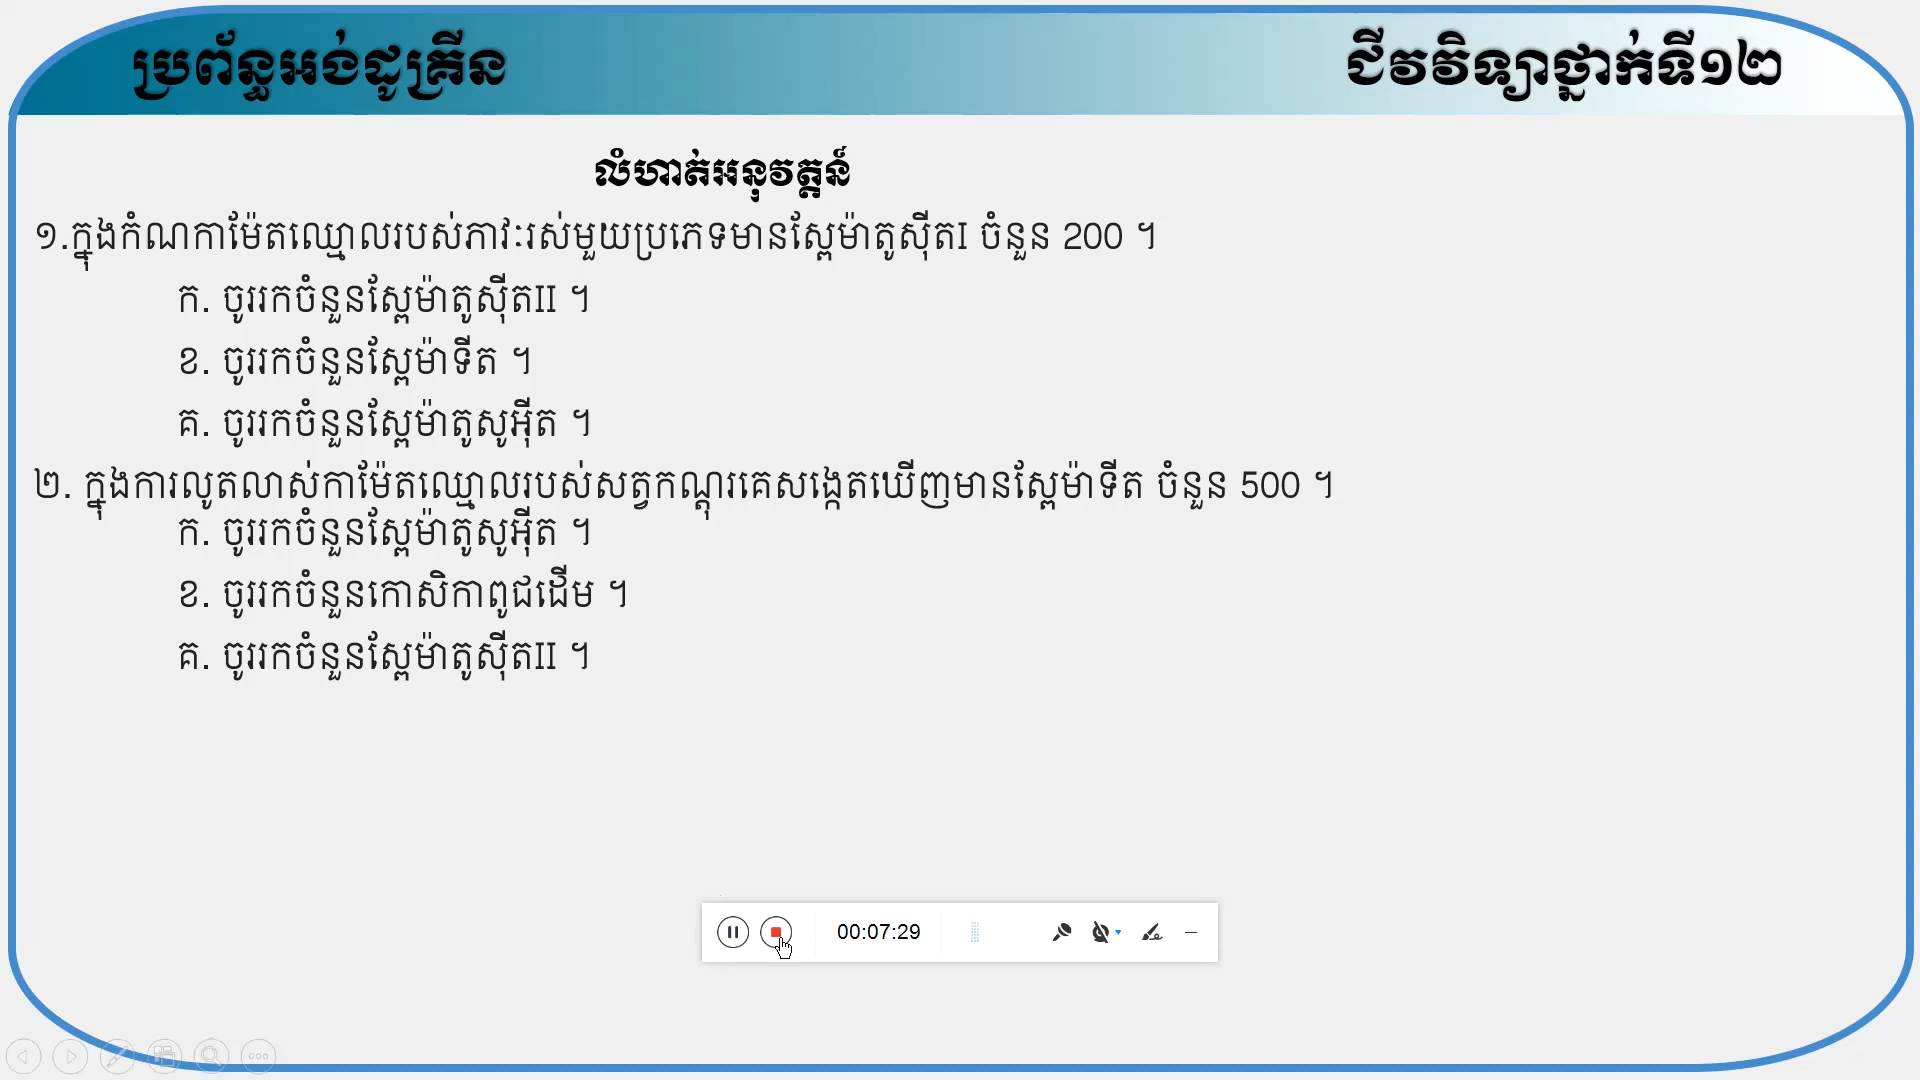 ប្រព័ន្ធអង់ដូគ្រីន
ជីវវិទ្យាថ្នាក់ទី១២
លំហាត់អនុវត្តន៍
១.ក្នុងកំណកាម៉ែតឈ្មោលរបស់ភាវៈរស់មួយប្រភេទមានស្ពែម៉ាតូស៊ីតI ចំនួន 200 ។
ក. ចូររកចំនួនស្ពែម៉ាតូស៊ីតII ។
ខ. ចូររកចំនួនស្ពែម៉ាទីត ។
គ. ចូររកចំនួនស្ពែម៉ាតូសូអ៊ីត ។
២. ក្នុងការលូតលាស់កាម៉ែតឈ្មោលរបស់សត្វកណ្ដុរគេសង្កេតឃើញមានស្ពែម៉ាទីត ចំនួន 500 ។
ក. ចូររកចំនួនស្ពែម៉ាតូសូអ៊ីត ។
ខ. ចូររកចំនួនកោសិកាពូជដើម ។
គ. ចូររកចំនួនស្ពែម៉ាតូស៊ីតII ។
00:07:29